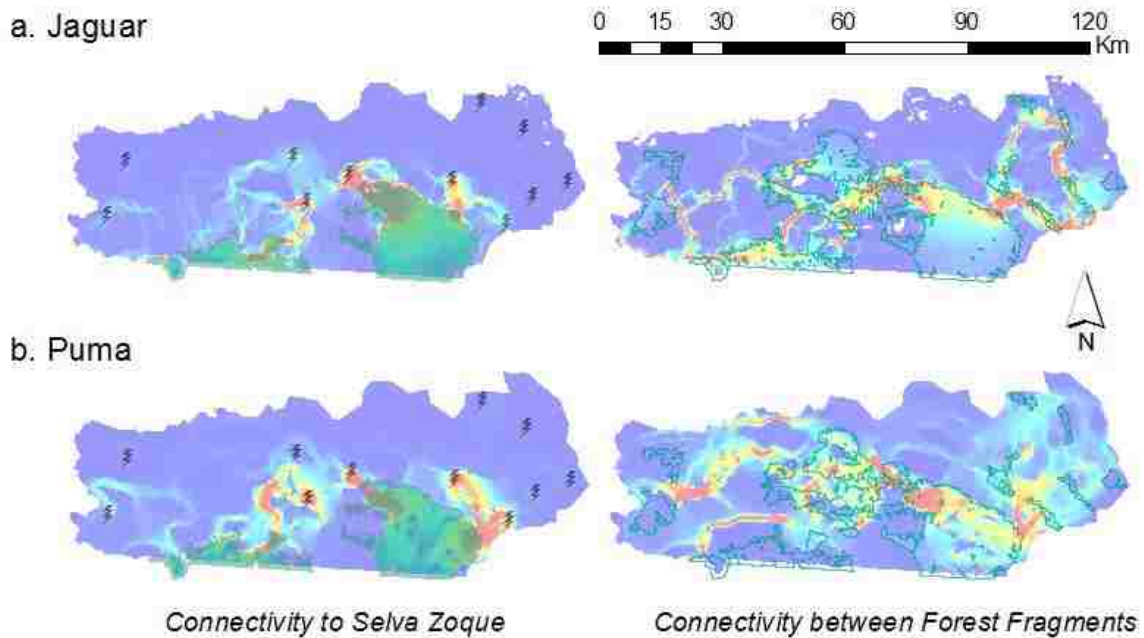 a. Jaguar
0 15 30 60 90 120
Km
N
b. Puma
Connectivity to Selva Zoque
Connectivity between Forest Fragments